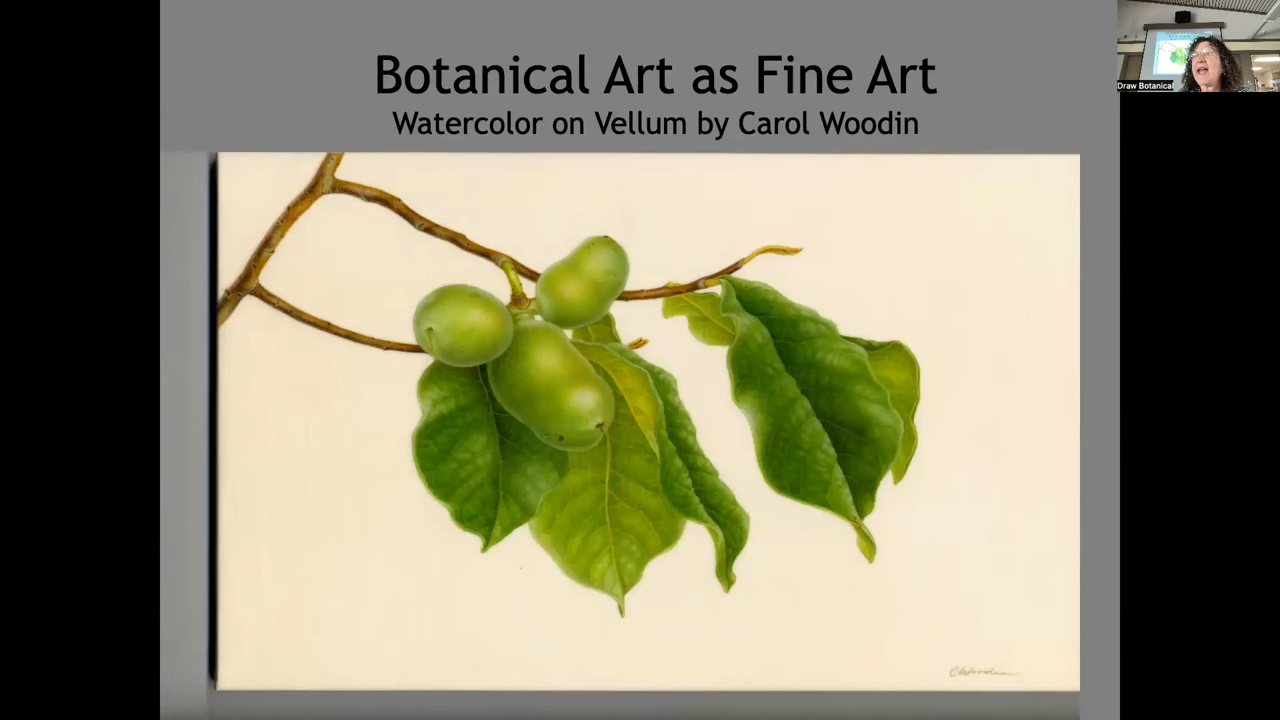 Botanical Art as Fine Art
Watercolor on Vellum by Carol Woodin
Draw Botanical